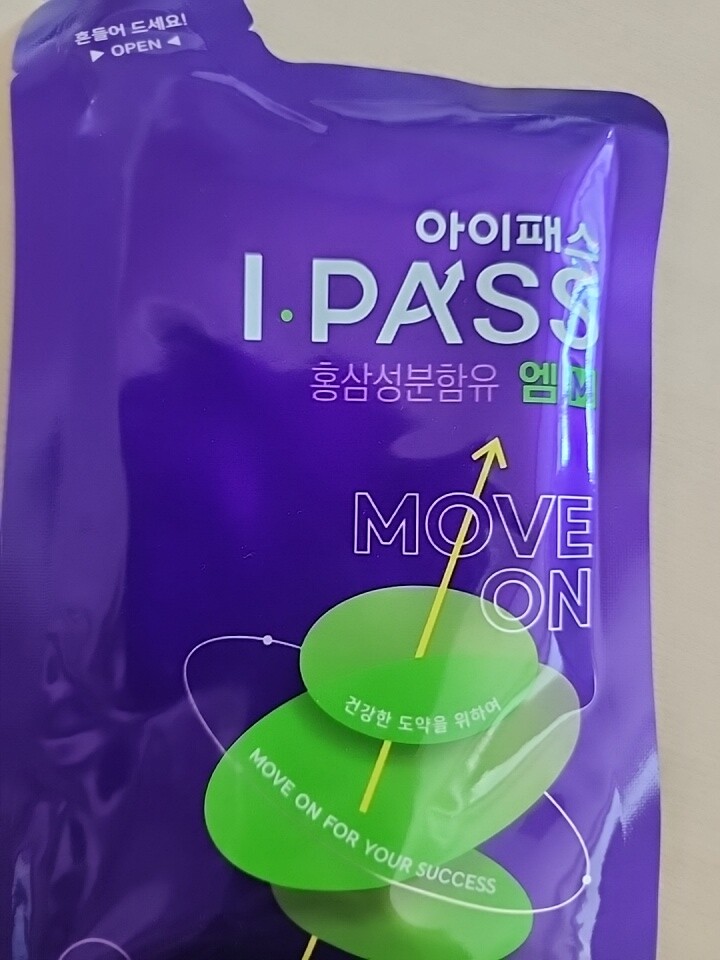 흔들어 드세요!
▶ OPEN ◀
아이패스
I·PASS
홍삼성분함유 엠 M
MOVE
ON
건강한 도약을 위하여
MOVE ON FOR YOUR SUCCESS